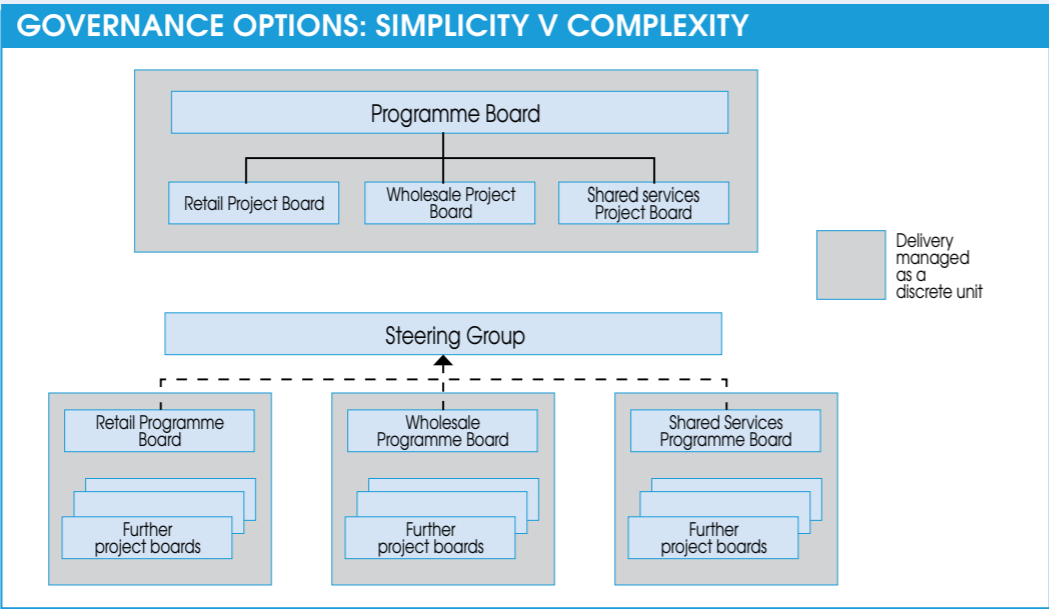 GOVERNANCE OPTIONS: SIMPLICITY V COMPLEXITY
Programme Board
Retail Project Board
Wholesale Project
Board
Shared services
Project Board
Delivery
managed
as a
discrete unit
Steering Group
Retail Programme
Board
Wholesale
Programme Board
Shared Services
Programme Board
Further
project boards
Further
project boards
Further
project boards